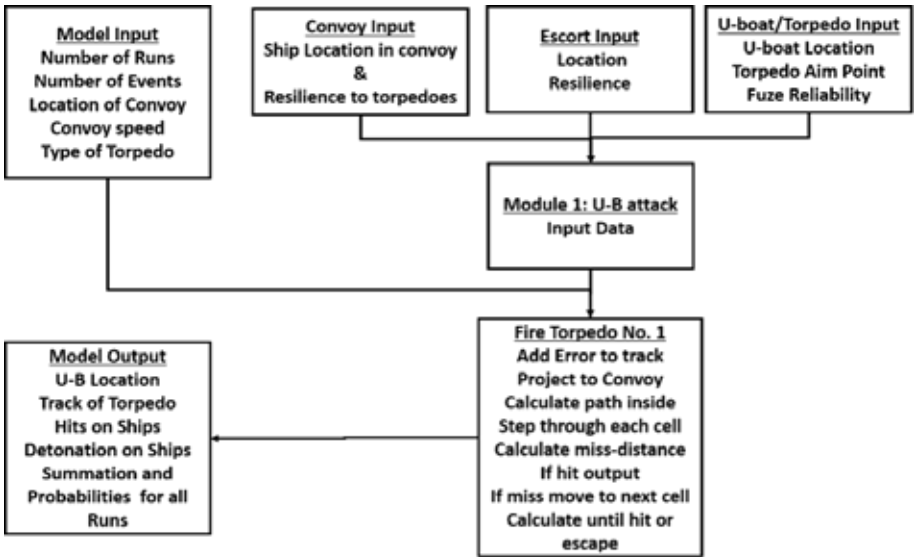 Model Input
Number of Runs
Number of Events
Location of Convoy
Convoy speed
Type of Torpedo
Convoy Input
Ship Location in convoy
&
Resilience to torpedoes
Escort Input
Location
Resilience
U-boat/Torpedo Input
U-boat Location
Torpedo Aim Point
Fuze Reliability
Module 1: U-B attack
Input Data
Fire Torpedo No. 1
Add Error to track
Project to Convoy
Calculate path inside
Step through each cell
Calculate miss-distance
If hit output
If miss move to next cell
Calculate until hit or
escape
Model Output
U-B Location
Track of Torpedo
Hits on Ships
Detonation on Ships
Summation and
Probabilities for all
Runs